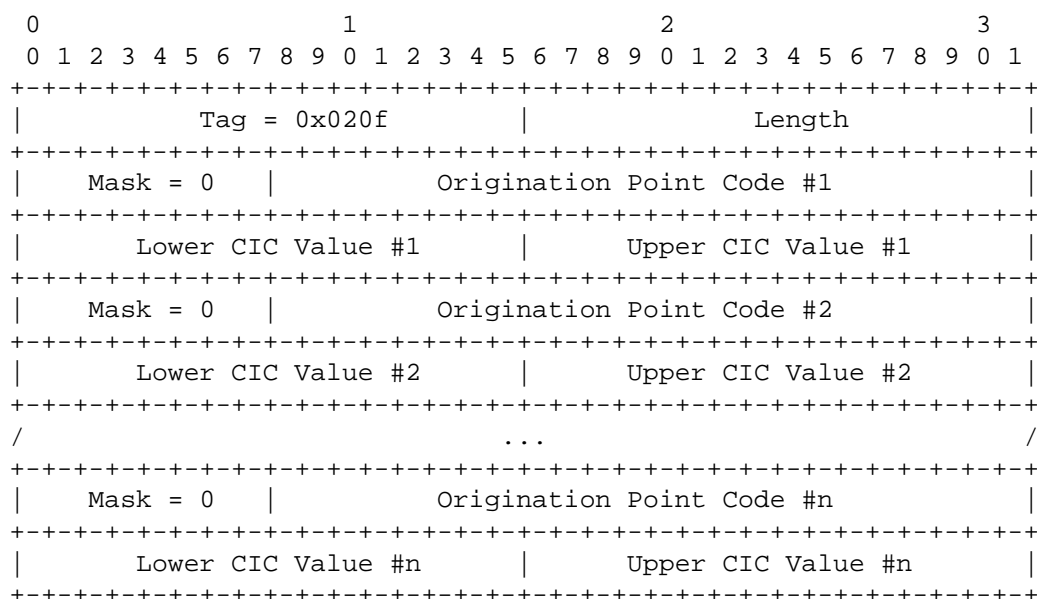 0                   1                   2                   3
 0 1 2 3 4 5 6 7 8 9 0 1 2 3 4 5 6 7 8 9 0 1 2 3 4 5 6 7 8 9 0 1
+-+-+-+-+-+-+-+-+-+-+-+-+-+-+-+-+-+-+-+-+-+-+-+-+-+-+-+-+-+-+-+-+
|           Tag = 0x020f        |              Length           |
+-+-+-+-+-+-+-+-+-+-+-+-+-+-+-+-+-+-+-+-+-+-+-+-+-+-+-+-+-+-+-+-+
|    Mask = 0   |          Origination Point Code #1            |
+-+-+-+-+-+-+-+-+-+-+-+-+-+-+-+-+-+-+-+-+-+-+-+-+-+-+-+-+-+-+-+-+
|       Lower CIC Value #1      |      Upper CIC Value #1       |
+-+-+-+-+-+-+-+-+-+-+-+-+-+-+-+-+-+-+-+-+-+-+-+-+-+-+-+-+-+-+-+-+
|    Mask = 0   |          Origination Point Code #2            |
+-+-+-+-+-+-+-+-+-+-+-+-+-+-+-+-+-+-+-+-+-+-+-+-+-+-+-+-+-+-+-+-+
|       Lower CIC Value #2      |      Upper CIC Value #2       |
+-+-+-+-+-+-+-+-+-+-+-+-+-+-+-+-+-+-+-+-+-+-+-+-+-+-+-+-+-+-+-+-+
/                              ...                              /
+-+-+-+-+-+-+-+-+-+-+-+-+-+-+-+-+-+-+-+-+-+-+-+-+-+-+-+-+-+-+-+-+
|    Mask = 0   |          Origination Point Code #n            |
+-+-+-+-+-+-+-+-+-+-+-+-+-+-+-+-+-+-+-+-+-+-+-+-+-+-+-+-+-+-+-+-+
|       Lower CIC Value #n      |      Upper CIC Value #n       |
+-+-+-+-+-+-+-+-+-+-+-+-+-+-+-+-+-+-+-+-+-+-+-+-+-+-+-+-+-+-+-+-+